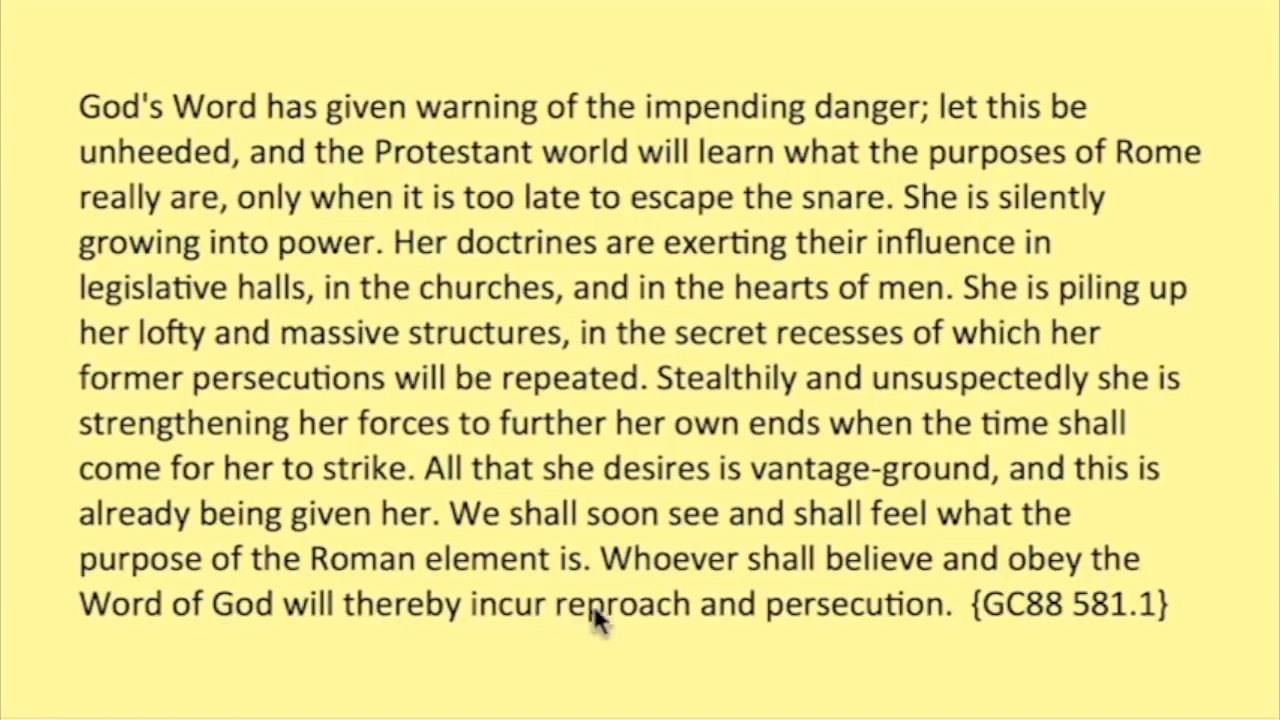 God's Word has given warning of the impending danger; let this be
unheeded, and the Protestant world will learn what the purposes of Rome
really are, only when it is too late to escape the snare. She is silently
growing into power. Her doctrines are exerting their influence in
legislative halls, in the churches, and in the hearts of men. She is piling up
her lofty and massive structures, in the secret recesses of which her
former persecutions will be repeated. Stealthily and unsuspectedly she is
strengthening her forces to further her own ends when the time shall
come for her to strike. All that she desires is vantage-ground, and this is
already being given her. We shall soon see and shall feel what the
purpose of the Roman element is. Whoever shall believe and obey the
Word of God will thereby incur reproach and persecution. {GC88 581.1}